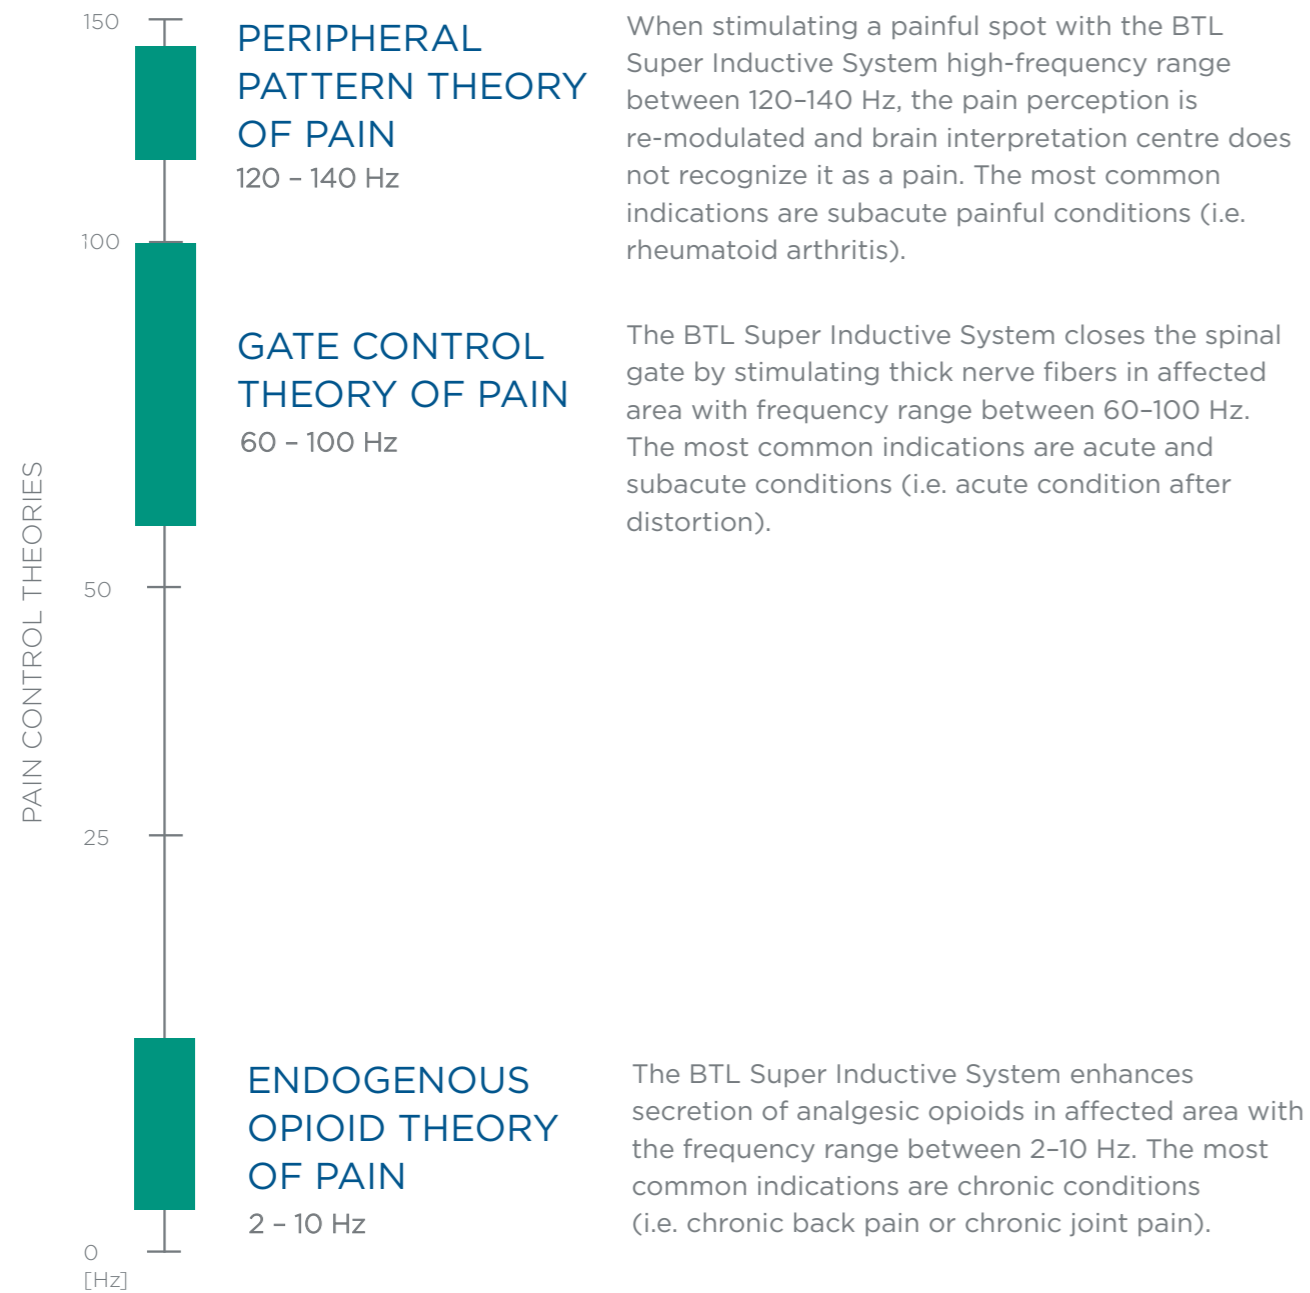 150
PERIPHERAL
PATTERN THEORY
OF PAIN
120 – 140 Hz
When stimulating a painful spot with the BTL
Super Inductive System high-frequency range
between 120–140 Hz, the pain perception is
re-modulated and brain interpretation centre does
not recognize it as a pain. The most common
indications are subacute painful conditions (i.e.
rheumatoid arthritis).
100
GATE CONTROL
THEORY OF PAIN
60 – 100 Hz
The BTL Super Inductive System closes the spinal
gate by stimulating thick nerve fibers in affected
area with frequency range between 60–100 Hz.
The most common indications are acute and
subacute conditions (i.e. acute condition after
distortion).
PAIN CONTROL THEORIES
50
25
ENDOGENOUS
OPIOID THEORY
OF PAIN
2 – 10 Hz
The BTL Super Inductive System enhances
secretion of analgesic opioids in affected area with
the frequency range between 2–10 Hz. The most
common indications are chronic conditions
(i.e. chronic back pain or chronic joint pain).
0
[Hz]